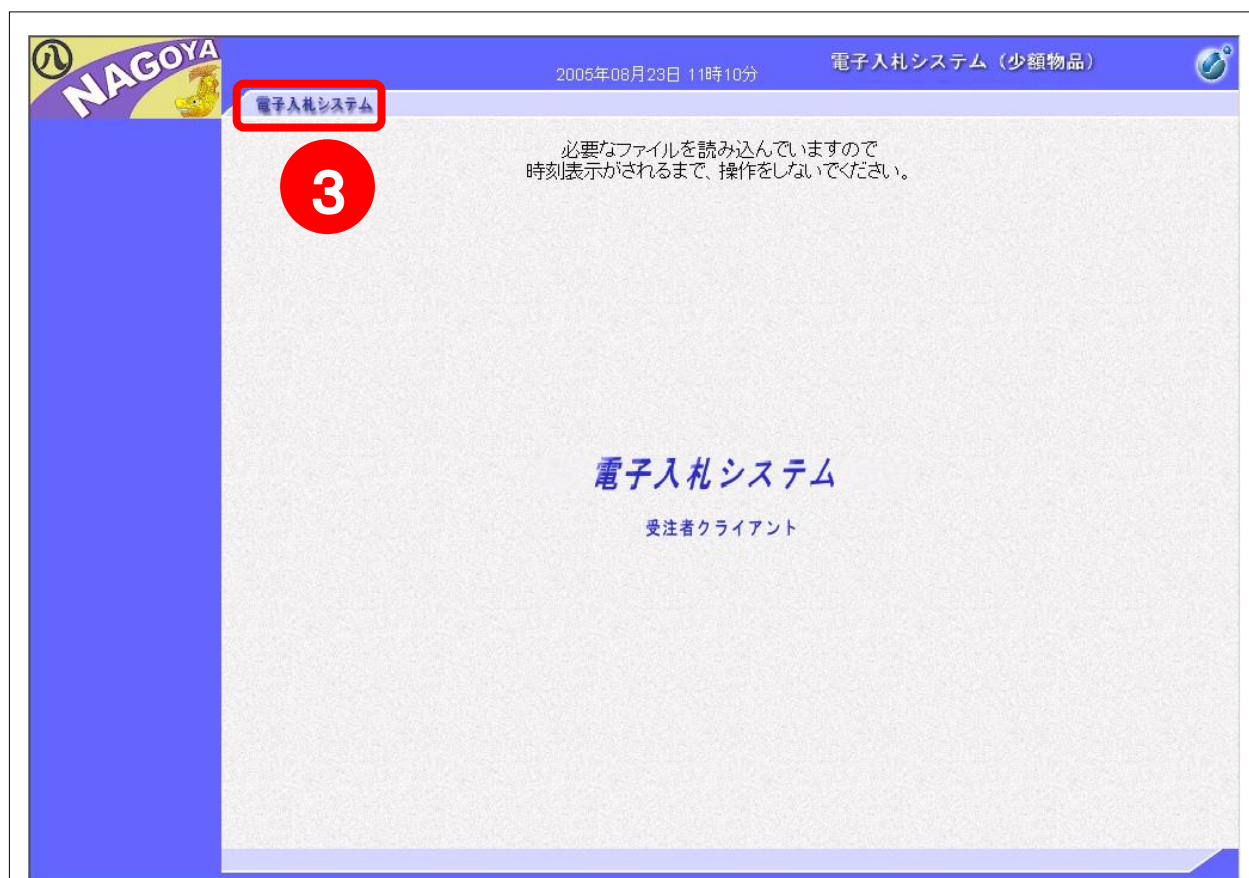 八
NAGOYA
2005年08月23日 11時10分
電子入札システム（少額物品）
電子入札システム
3
必要なファイルを読み込んでいますので
時刻表示がされるまで、操作をしないでください。
電子入札システム
受注者クライアント